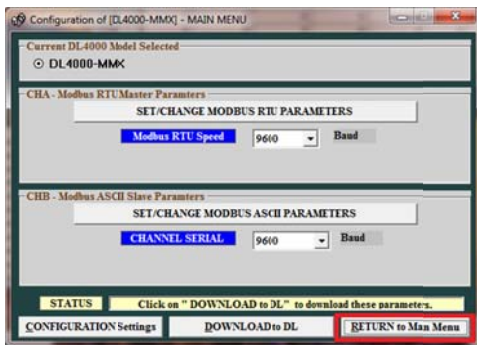 Configuration of [DL4000-MMX] - MAIN MENU
Current DL4000 Model Selected
DL4000-MMX
CHA - Modbus RTUMaster Paramters
SET/CHANGE MODBUS RTU PARAMETERS
Modbus RTU Speed 9600 Baud
CHB - Modbus ASCII Slave Paramters
SET/CHANGE MODBUS ASCII PARAMETERS
CHANNEL SERIAL 9600 Baud
STATUS Click on " DOWNLOAD to DL" to download these parameters.
CONFIGURATION Settings DOWNLOAD to DL RETURN to Man Menu